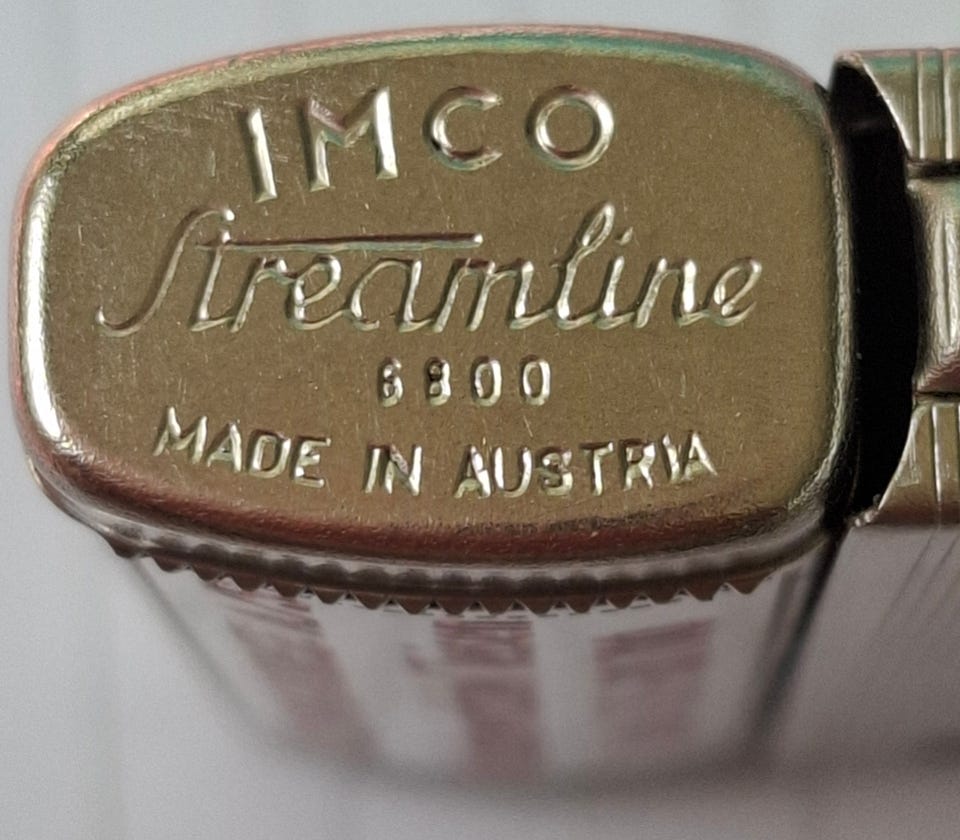 IMCO
Streamline
6800
MADE IN AUSTRIA